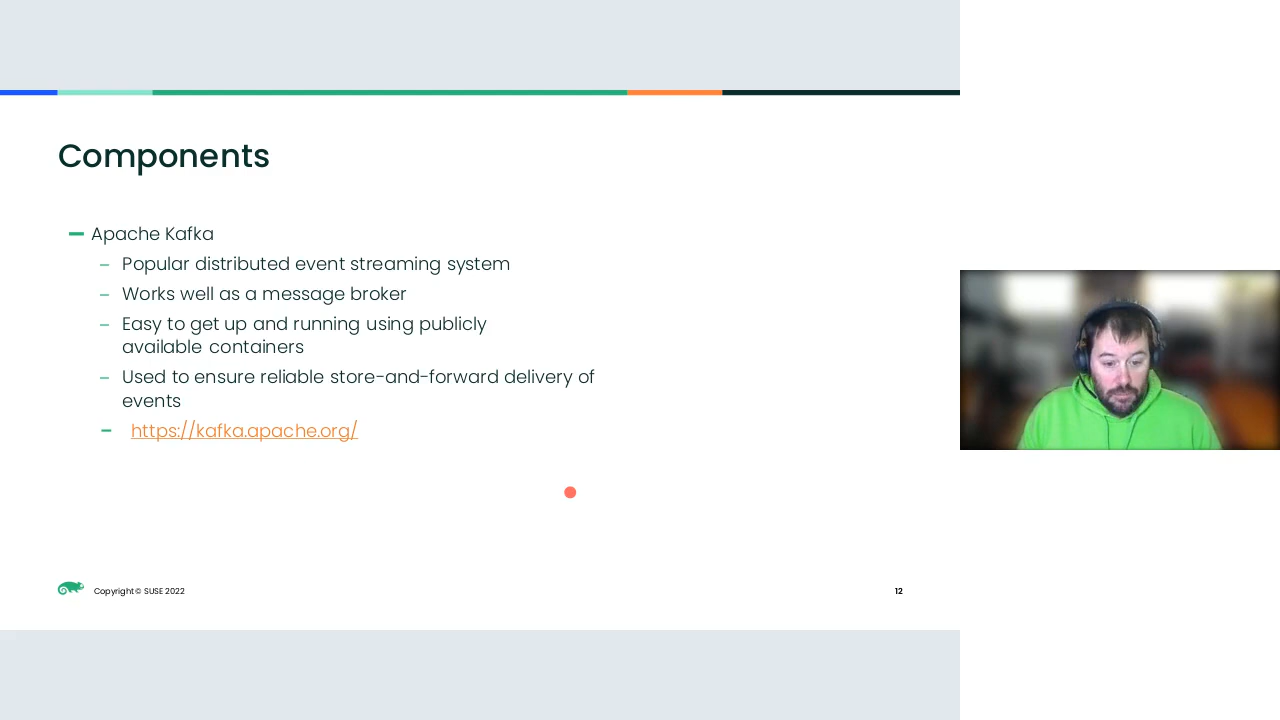 Components
Apache Kafka
– Popular distributed event streaming system
– Works well as a message broker
– Easy to get up and running using publicly
available containers
– Used to ensure reliable store-and-forward delivery of
events
– https://kafka.apache.org/
Copyright © SUSE 2022
12